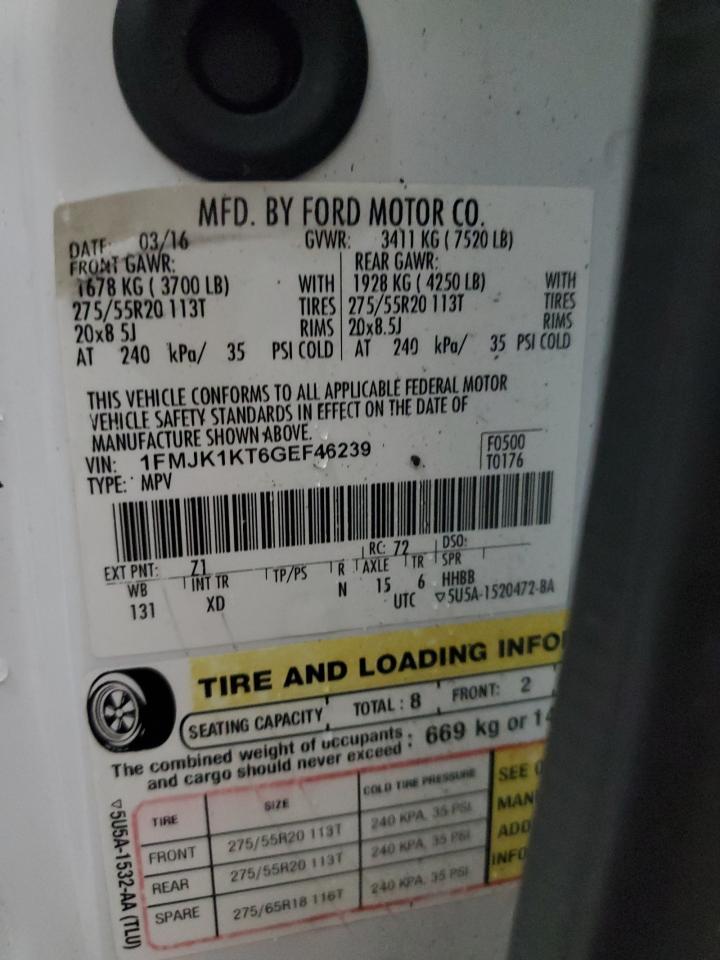 MFD. BY FORD MOTOR CO.
DATE: 03/16 GVWR: 3411 KG ( 7520 LB)
FRONT GAWR: REAR GAWR:
1678 KG ( 3700 LB) WITH 1928 KG ( 4250 LB) WITH
275/55R20 113T TIRES 275/55R20 113T TIRES
20x8.5J RIMS 20x8.5J RIMS
AT 240 kPa/ 35 PSI COLD AT 240 kPa/ 35 PSI COLD
THIS VEHICLE CONFORMS TO ALL APPLICABLE FEDERAL MOTOR
VEHICLE SAFETY STANDARDS IN EFFECT ON THE DATE OF
MANUFACTURE SHOWN ABOVE.
VIN: 1FMJK1KT6GEF46239 F0500
TYPE: MPV T0176
EXT PNT: Z1 RC: 72 DSO:
WB INT TR TP/PS R AXLE TR SPR
131 XD N 15 6 HHBB
UTC ▽5U5A-1520472-BA
TIRE AND LOADING INFO
SEATING CAPACITY TOTAL : 8 FRONT: 2
The combined weight of occupants : 669 kg or 14
and cargo should never exceed
TIRE SIZE COLD TIRE PRESSURE SEE
FRONT 275/55R20 113T 240 KPA, 35 PSI MAN
REAR 275/55R20 113T 240 KPA, 35 PSI ADD
SPARE 275/65R18 116T 240 KPA, 35 PSI INFO
▽5U5A-1532-AA (TLU)